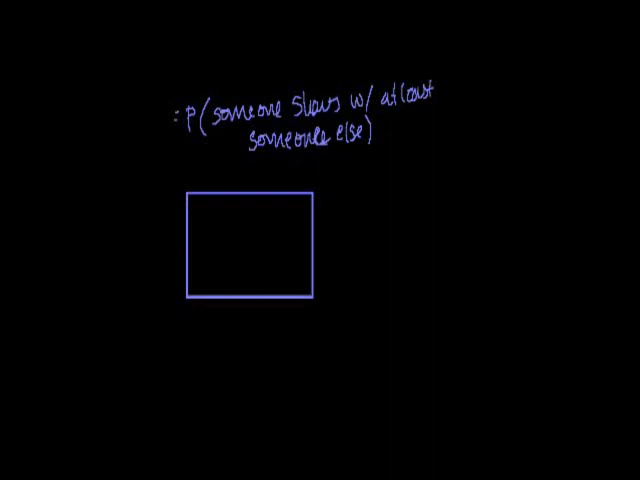 = P(someone shares w/ at least
someone else)